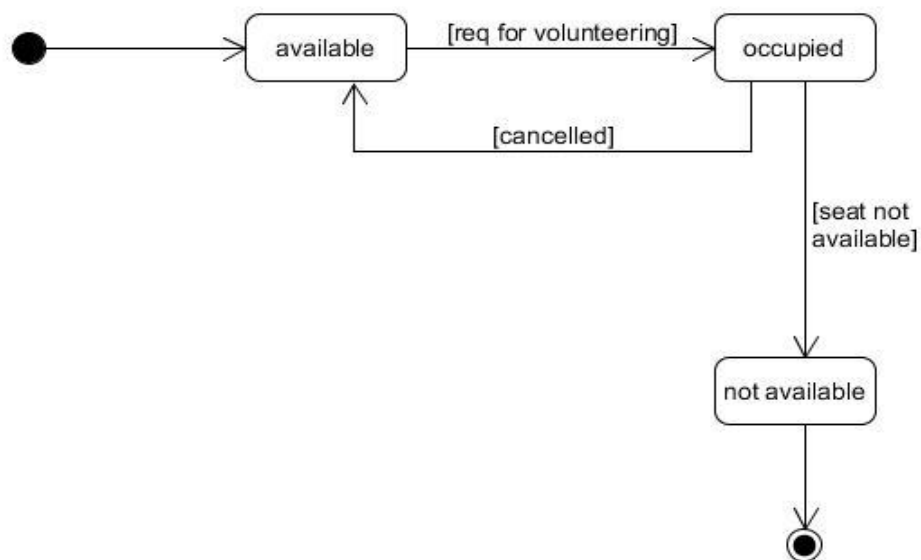 available
[req for volunteering]
occupied
[cancelled]
[seat not
available]
not available